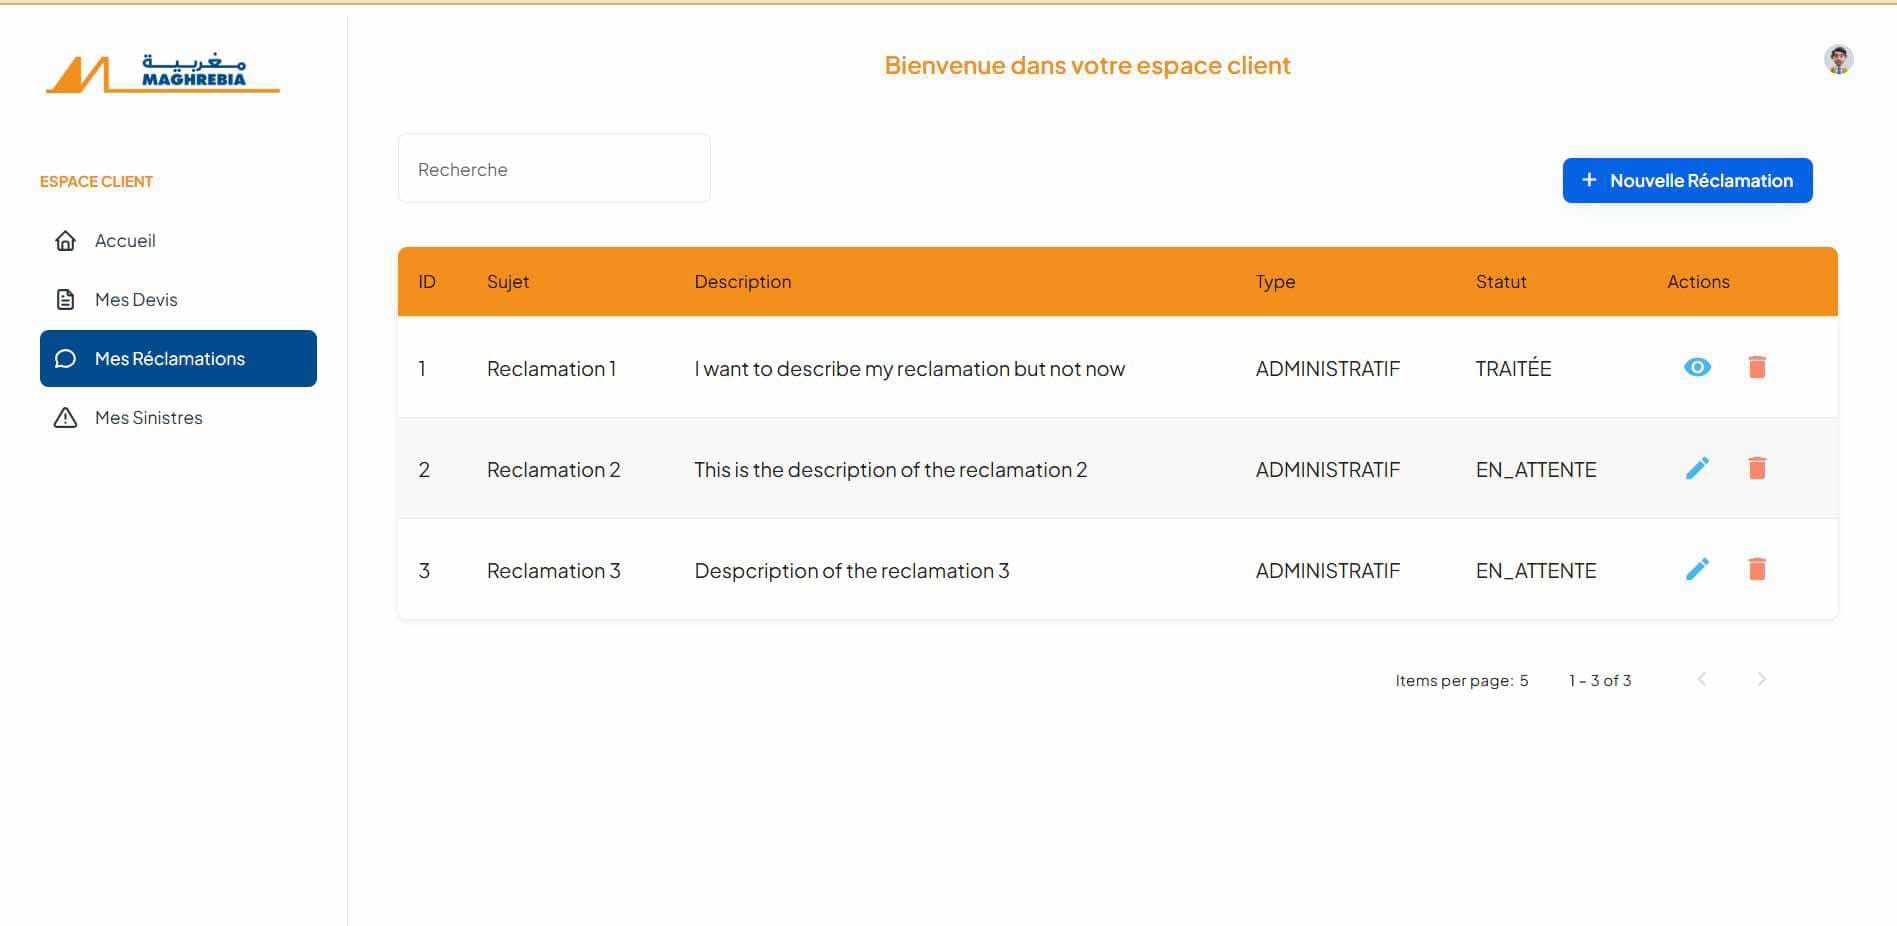 مغربية
MAGHREBIA
Bienvenue dans votre espace client
Recherche
+ Nouvelle Réclamation
ESPACE CLIENT
Accueil
Mes Devis
Mes Réclamations
Mes Sinistres
ID Sujet Description Type Statut Actions
1 Reclamation 1 I want to describe my reclamation but not now ADMINISTRATIF TRAITÉE
2 Reclamation 2 This is the description of the reclamation 2 ADMINISTRATIF EN_ATTENTE
3 Reclamation 3 Despcription of the reclamation 3 ADMINISTRATIF EN_ATTENTE
Items per page: 5 1 – 3 of 3